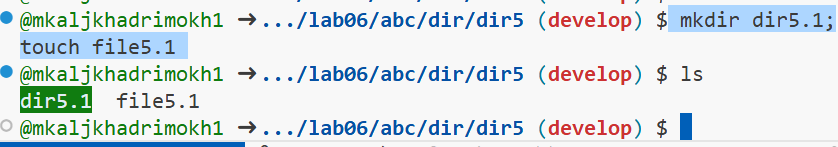 @mkaljkhadrimokh1 ➜.../lab06/abc/dir/dir5 (develop) $ mkdir dir5.1;
touch file5.1
@mkaljkhadrimokh1 ➜.../lab06/abc/dir/dir5 (develop) $ ls
dir5.1  file5.1
@mkaljkhadrimokh1 ➜.../lab06/abc/dir/dir5 (develop) $